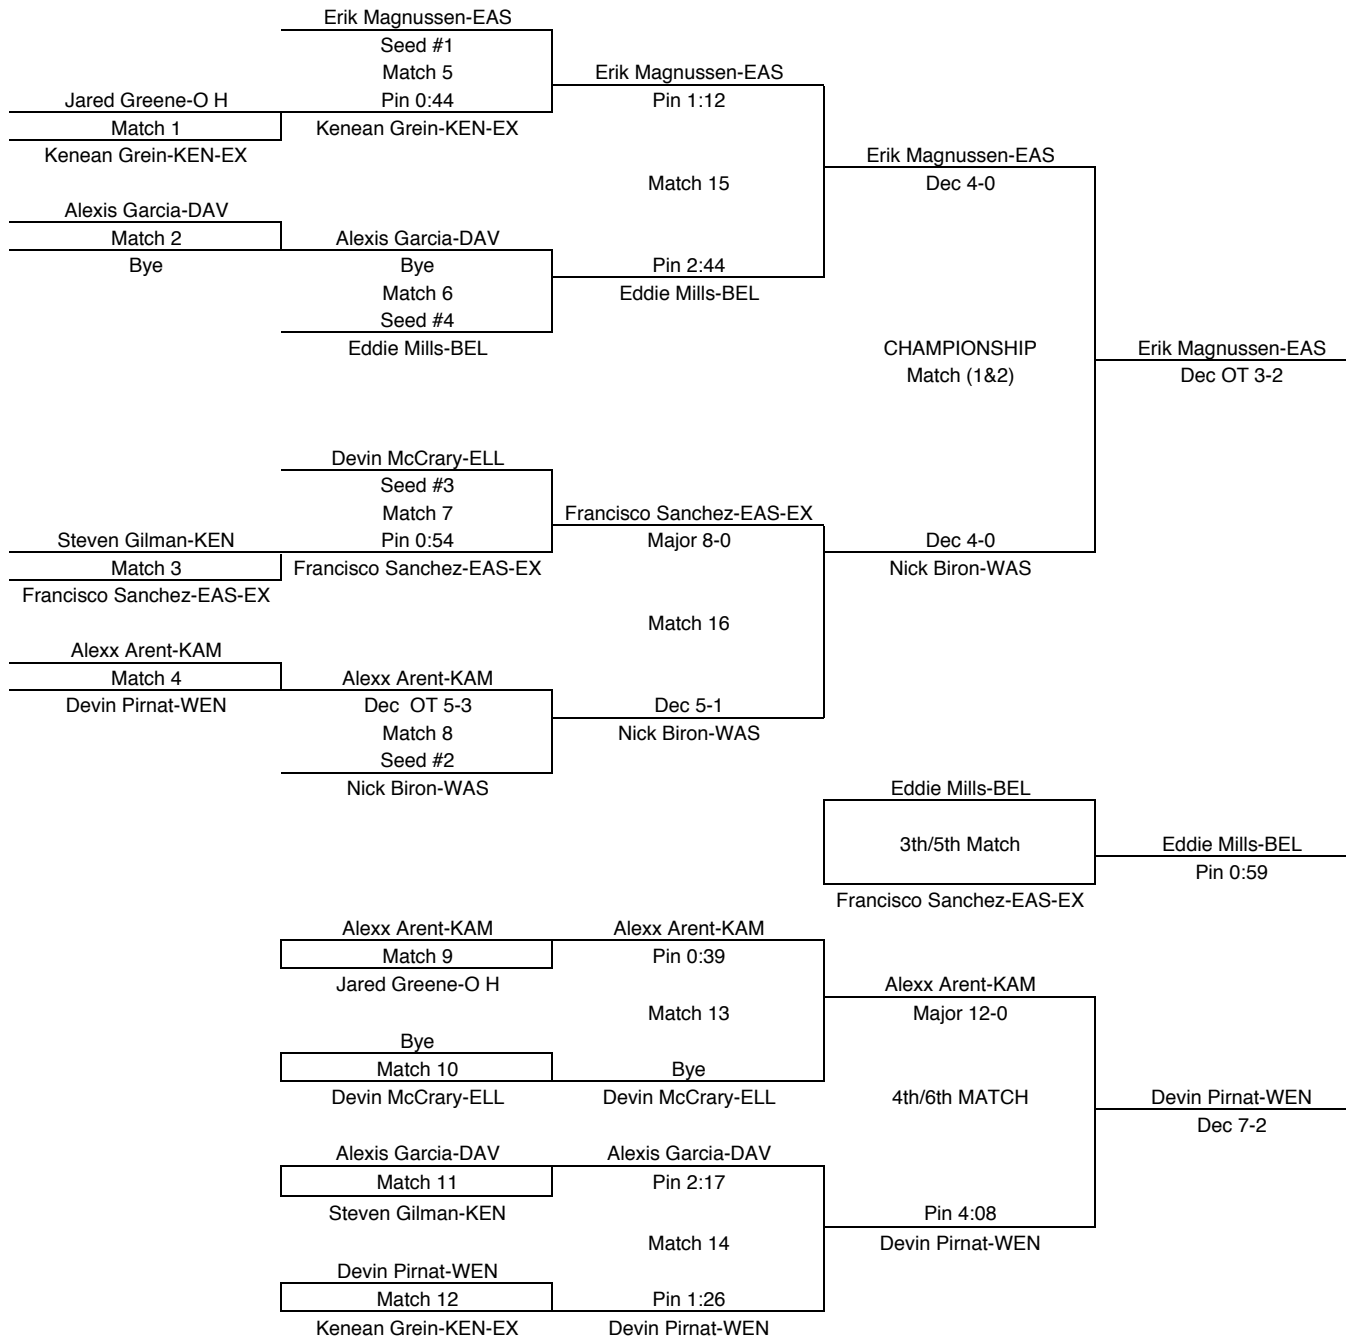 Erik Magnussen-EAS
Seed #1
Match 5
Erik Magnussen-EAS
Jared Greene-O H
Pin 0:44
Pin 1:12
Match 1
Kenean Grein-KEN-EX
Kenean Grein-KEN-EX
Erik Magnussen-EAS
Match 15
Dec 4-0
Alexis Garcia-DAV
Match 2
Alexis Garcia-DAV
Bye
Bye
Pin 2:44
Match 6
Eddie Mills-BEL
Seed #4
Eddie Mills-BEL
CHAMPIONSHIP
Erik Magnussen-EAS
Match (1&2)
Dec OT 3-2
Devin McCrary-ELL
Seed #3
Match 7
Francisco Sanchez-EAS-EX
Steven Gilman-KEN
Pin 0:54
Major 8-0
Dec 4-0
Match 3
Francisco Sanchez-EAS-EX
Nick Biron-WAS
Francisco Sanchez-EAS-EX
Match 16
Alexx Arent-KAM
Match 4
Alexx Arent-KAM
Devin Pirnat-WEN
Dec  OT 5-3
Dec 5-1
Match 8
Nick Biron-WAS
Seed #2
Nick Biron-WAS
Eddie Mills-BEL
3th/5th Match
Eddie Mills-BEL
Pin 0:59
Francisco Sanchez-EAS-EX
Alexx Arent-KAM
Alexx Arent-KAM
Match 9
Pin 0:39
Jared Greene-O H
Alexx Arent-KAM
Match 13
Major 12-0
Bye
Match 10
Bye
Devin McCrary-ELL
Devin McCrary-ELL
4th/6th MATCH
Devin Pirnat-WEN
Dec 7-2
Alexis Garcia-DAV
Alexis Garcia-DAV
Match 11
Pin 2:17
Steven Gilman-KEN
Pin 4:08
Match 14
Devin Pirnat-WEN
Devin Pirnat-WEN
Match 12
Pin 1:26
Kenean Grein-KEN-EX
Devin Pirnat-WEN